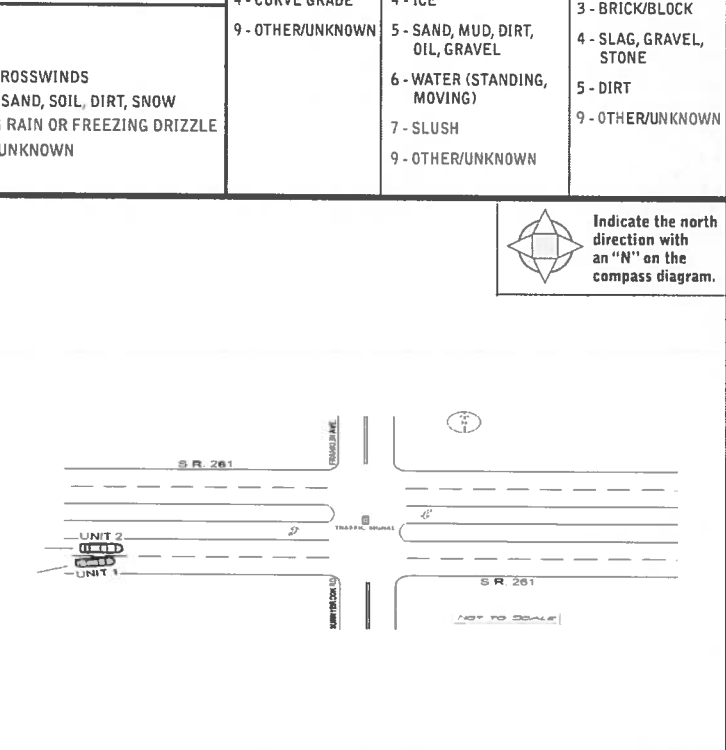 4 - CURVE GRADE
9 - OTHER/UNKNOWN
4 - ICE
5 - SAND, MUD, DIRT,
OIL, GRAVEL
6 - WATER (STANDING,
MOVING)
7 - SLUSH
9 - OTHER/UNKNOWN
3 - BRICK/BLOCK
4 - SLAG, GRAVEL,
STONE
5 - DIRT
9 - OTHER/UNKNOWN
ROSSWINDS
SAND, SOIL, DIRT, SNOW
RAIN OR FREEZING DRIZZLE
UNKNOWN
Indicate the north
direction with
an "N" on the
compass diagram.
FRANKLIN AVE.
N
S.R. 261
TRAFFIC SIGNAL
UNIT 2
UNIT 1
S.R. 261
SUNNYBROOK RD.
NOT TO SCALE